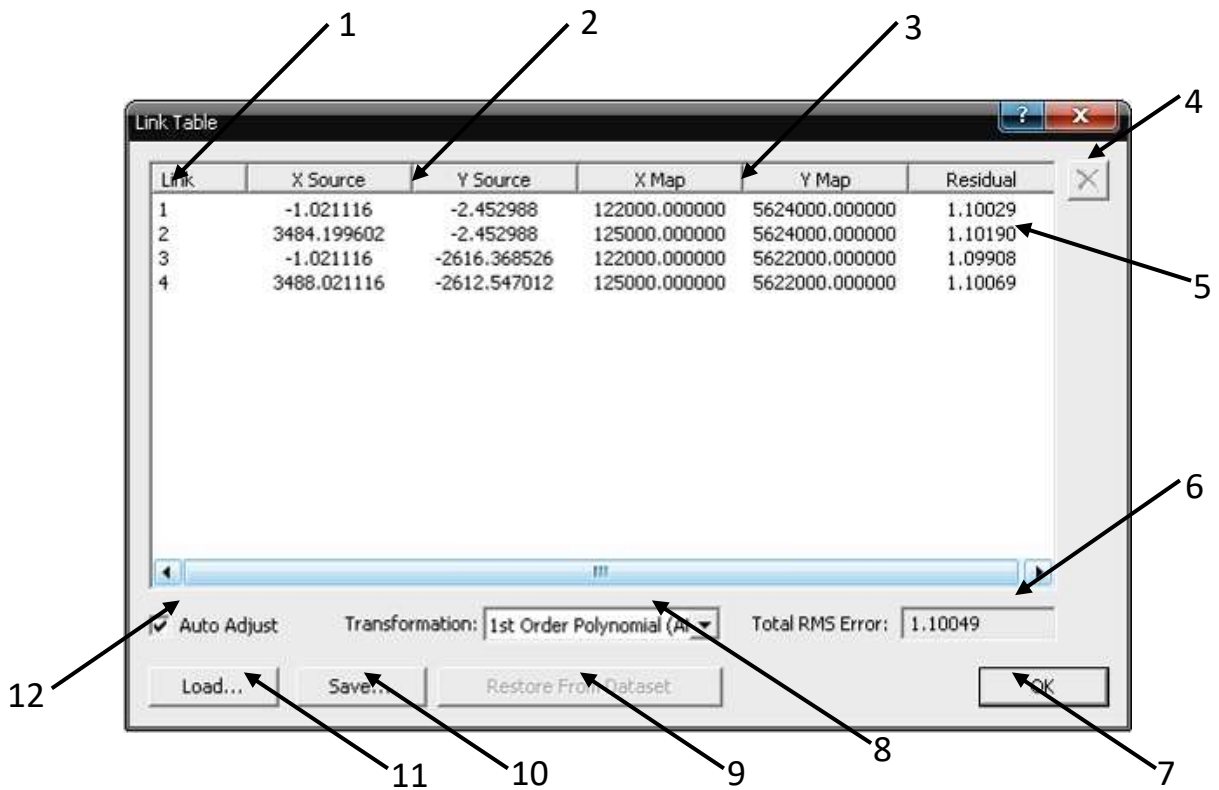 1 2 3
4
Link Table ?
Link X Source Y Source X Map Y Map Residual
1 -1.021116 -2.452988 122000.000000 5624000.000000 1.10029
2 3484.199602 -2.452988 125000.000000 5624000.000000 1.10190
3 -1.021116 -2616.368526 122000.000000 5622000.000000 1.09908
4 3488.021116 -2612.547012 125000.000000 5622000.000000 1.10069
5
6
Auto Adjust Transformation: 1st Order Polynomial (A Total RMS Error: 1.10049
Load... Save... Restore From Dataset OK
12
8
11 10 9 7